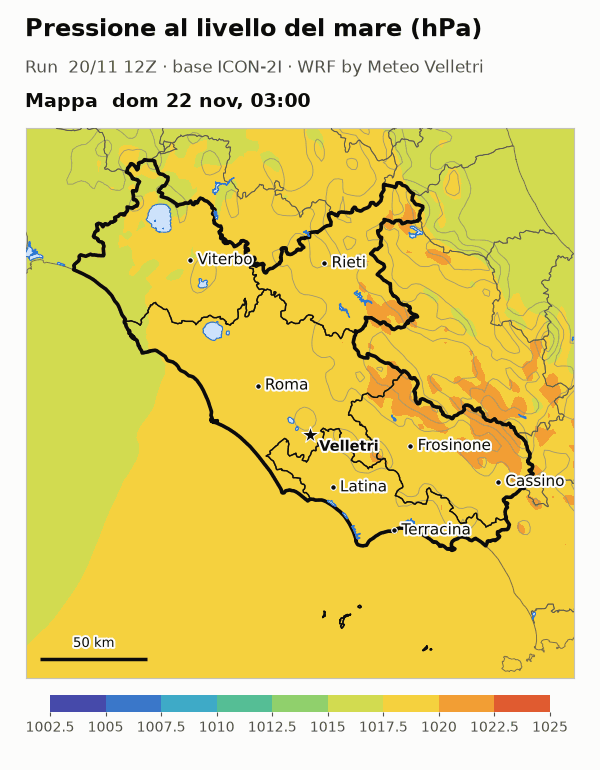 Pressione al livello del mare (hPa)
Run  20/11 12Z · base ICON-2I · WRF by Meteo Velletri
Mappa  dom 22 nov, 03:00
Viterbo
Rieti
Roma
Velletri
Frosinone
Cassino
Latina
Terracina
50 km
1002.5 1005 1007.5 1010 1012.5 1015 1017.5 1020 1022.5 1025